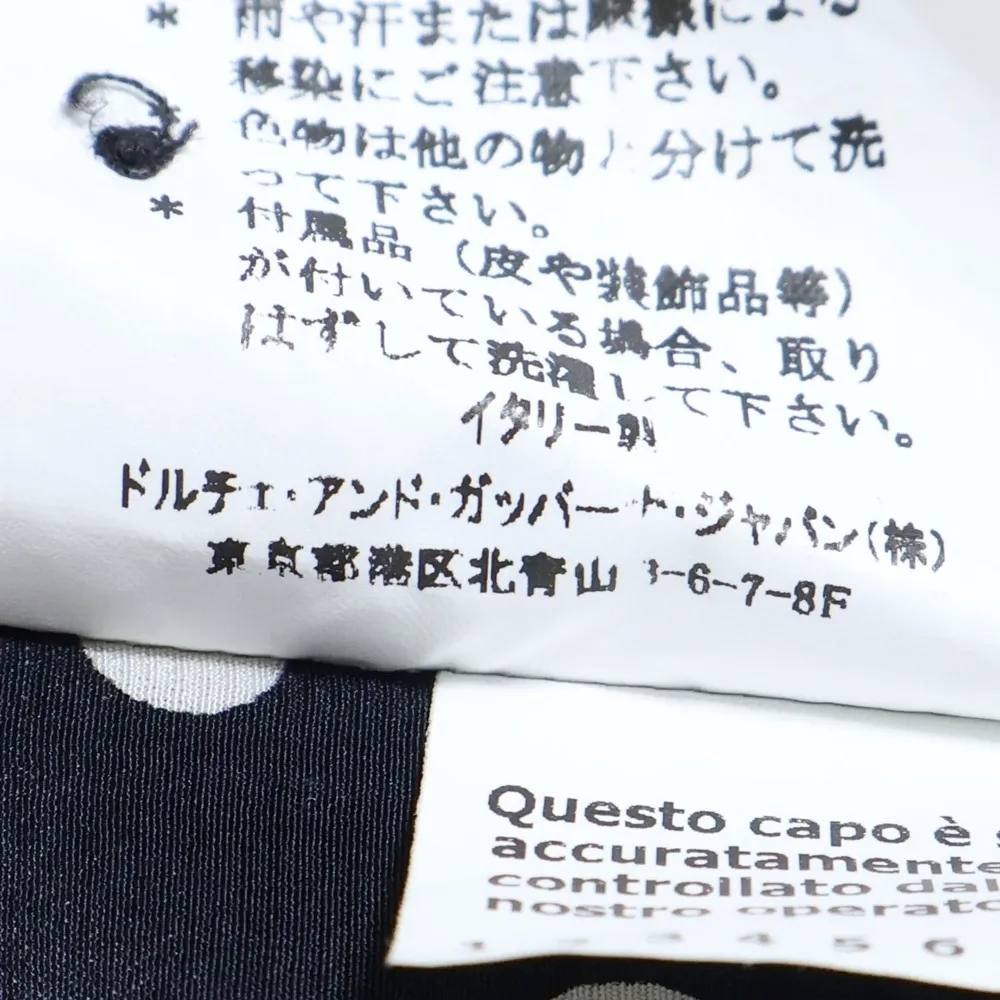 * 雨や汗または摩擦による
移染にご注意下さい。
* 色物は他の物と分けて洗
って下さい。
* 付属品（皮や装飾品等）
が付いている場合、取り
はずして洗濯して下さい。
イタリー製
ドルチェ・アンド・ガッバーナ・ジャパン(株)
東京都港区北青山 -6-7-8F
Questo capo è
accuratamente
controllato dal
nostro
1 2 3 4 5 6